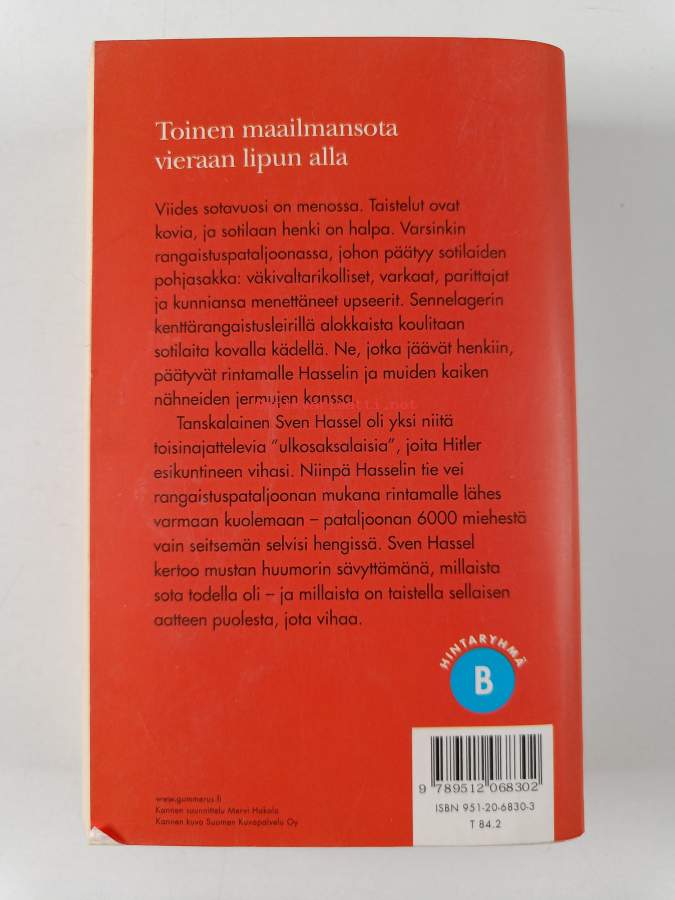 Toinen maailmansota
vieraan lipun alla
Viides sotavuosi on menossa. Taistelut ovat
kovia, ja sotilaan henki on halpa. Varsinkin
rangaistuspataljoonassa, johon päätyy sotilaiden
pohjasakka: väkivaltarikolliset, varkaat, parittajat
ja kunniansa menettäneet upseerit. Sennelagerin
kenttärangaistusleirillä alokkaista koulitaan
sotilaita kovalla kädellä. Ne, jotka jäävät henkiin,
päätyvät rintamalle Hasselin ja muiden kaiken
nähneiden jermujen kanssa.
Tanskalainen Sven Hassel oli yksi niitä
toisinajattelevia "ulkosaksalaisia", joita Hitler
esikuntineen vihasi. Niinpä Hasselin tie vei
rangaistuspataljoonan mukana rintamalle lähes
varmaan kuolemaan – pataljoonan 6000 miehestä
vain seitsemän selvisi hengissä. Sven Hassel
kertoo mustan huumorin sävyttämänä, millaista
sota todella oli – ja millaista on taistella sellaisen
aatteen puolesta, jota vihaa.
HINTARYHMÄ
B
9 789512 068302
ISBN 951-20-6830-3
T 84.2
www.gummerus.fi
Kannen suunnittelu Mervi Hakola
Kannen kuva Suomen Kuvapalvelu Oy